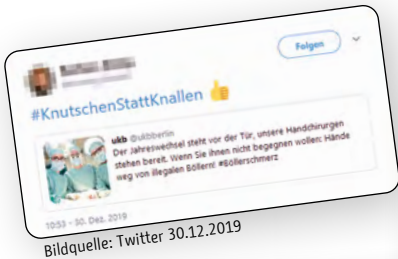 Folgen
#KnutschenStattKnallen 👍
ukb @ukbberlin
Der Jahreswechsel steht vor der Tür, unsere Handchirurgen
stehen bereit. Wenn Sie ihnen nicht begegnen wollen: Hände
weg von illegalen Böllern! #Böllerschmerz
10:53 - 30. Dez. 2019
Bildquelle: Twitter 30.12.2019